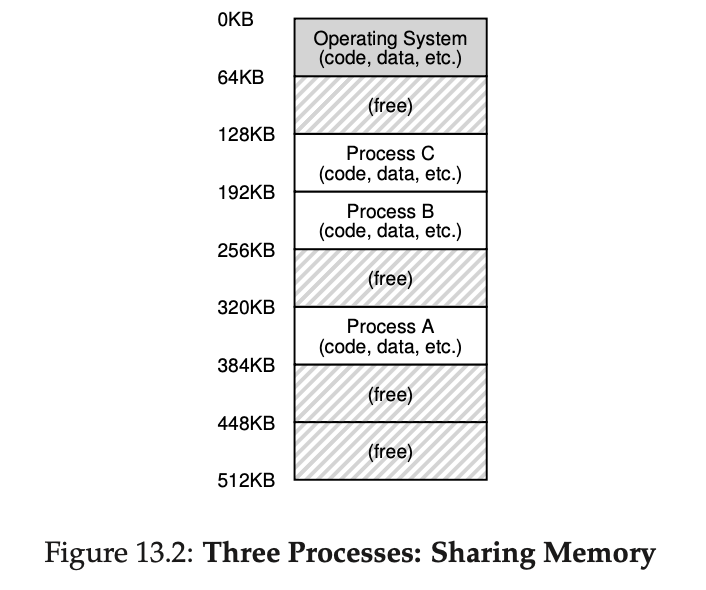 0KB
Operating System
(code, data, etc.)
64KB
(free)
128KB
Process C
(code, data, etc.)
192KB
Process B
(code, data, etc.)
256KB
(free)
320KB
Process A
(code, data, etc.)
384KB
(free)
448KB
(free)
512KB
Figure 13.2: Three Processes: Sharing Memory